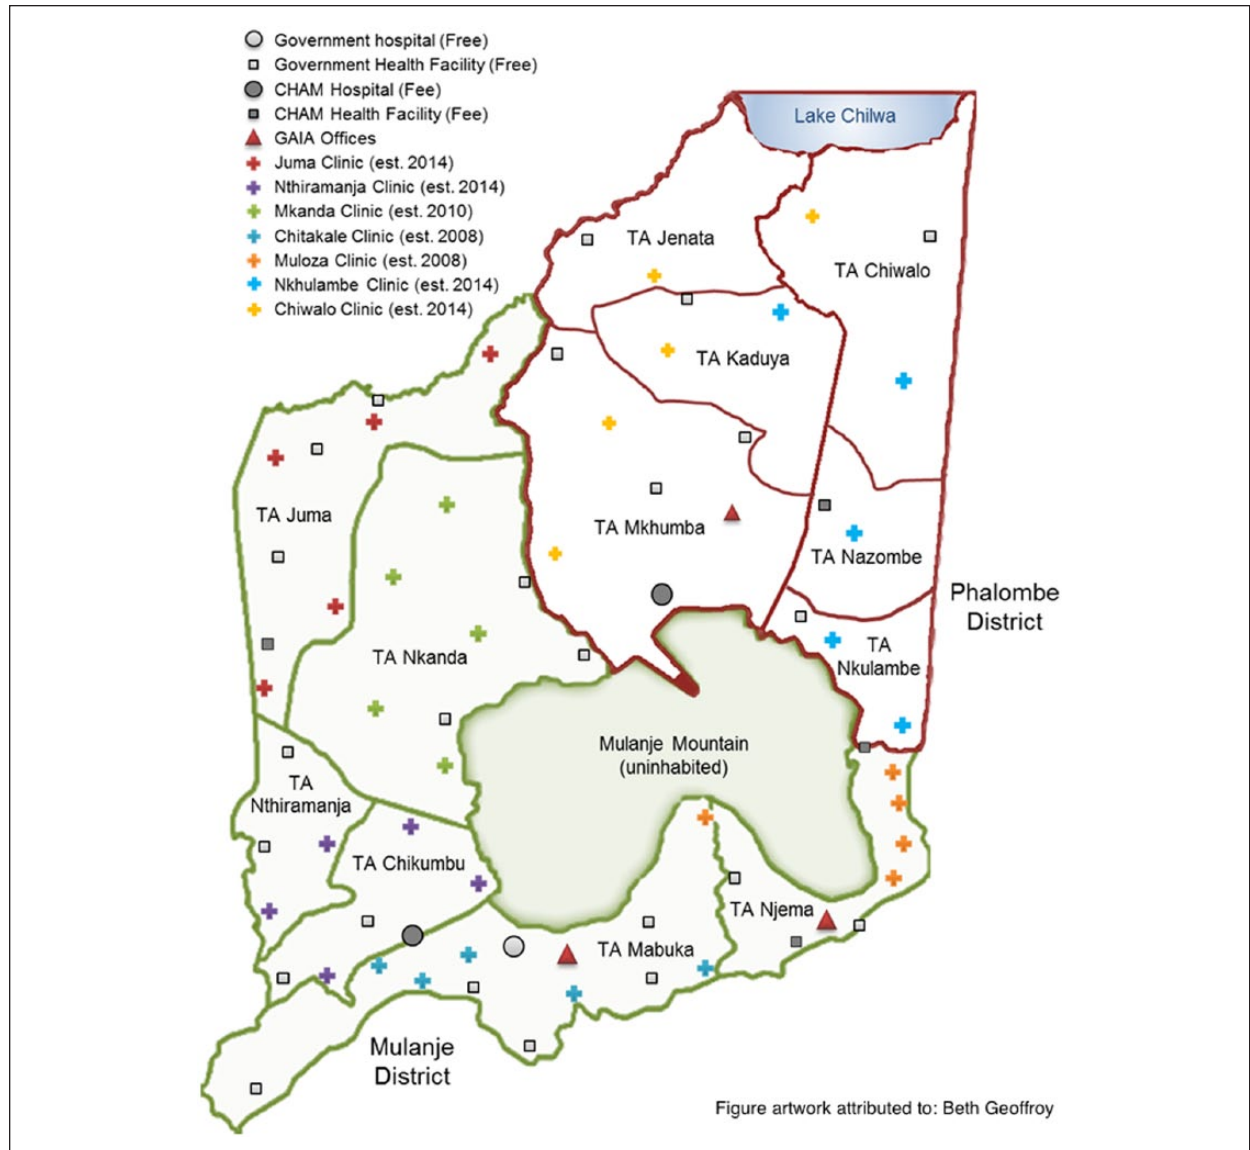 Government hospital (Free)
Government Health Facility (Free)
CHAM Hospital (Fee)
CHAM Health Facility (Fee)
GAIA Offices
Juma Clinic (est. 2014)
Nthiramanja Clinic (est. 2014)
Mkanda Clinic (est. 2010)
Chitakale Clinic (est. 2008)
Muloza Clinic (est. 2008)
Nkhulambe Clinic (est. 2014)
Chiwalo Clinic (est. 2014)
Lake Chilwa
TA Jenata
TA Chiwalo
TA Kaduya
TA Juma
TA Mkhumba
TA Nazombe
Phalombe
District
TA Nkanda
TA
Nkulambe
Mulanje Mountain
(uninhabited)
TA
Nthiramanja
TA Chikumbu
TA Njema
TA Mabuka
Mulanje
District
Figure artwork attributed to: Beth Geoffroy